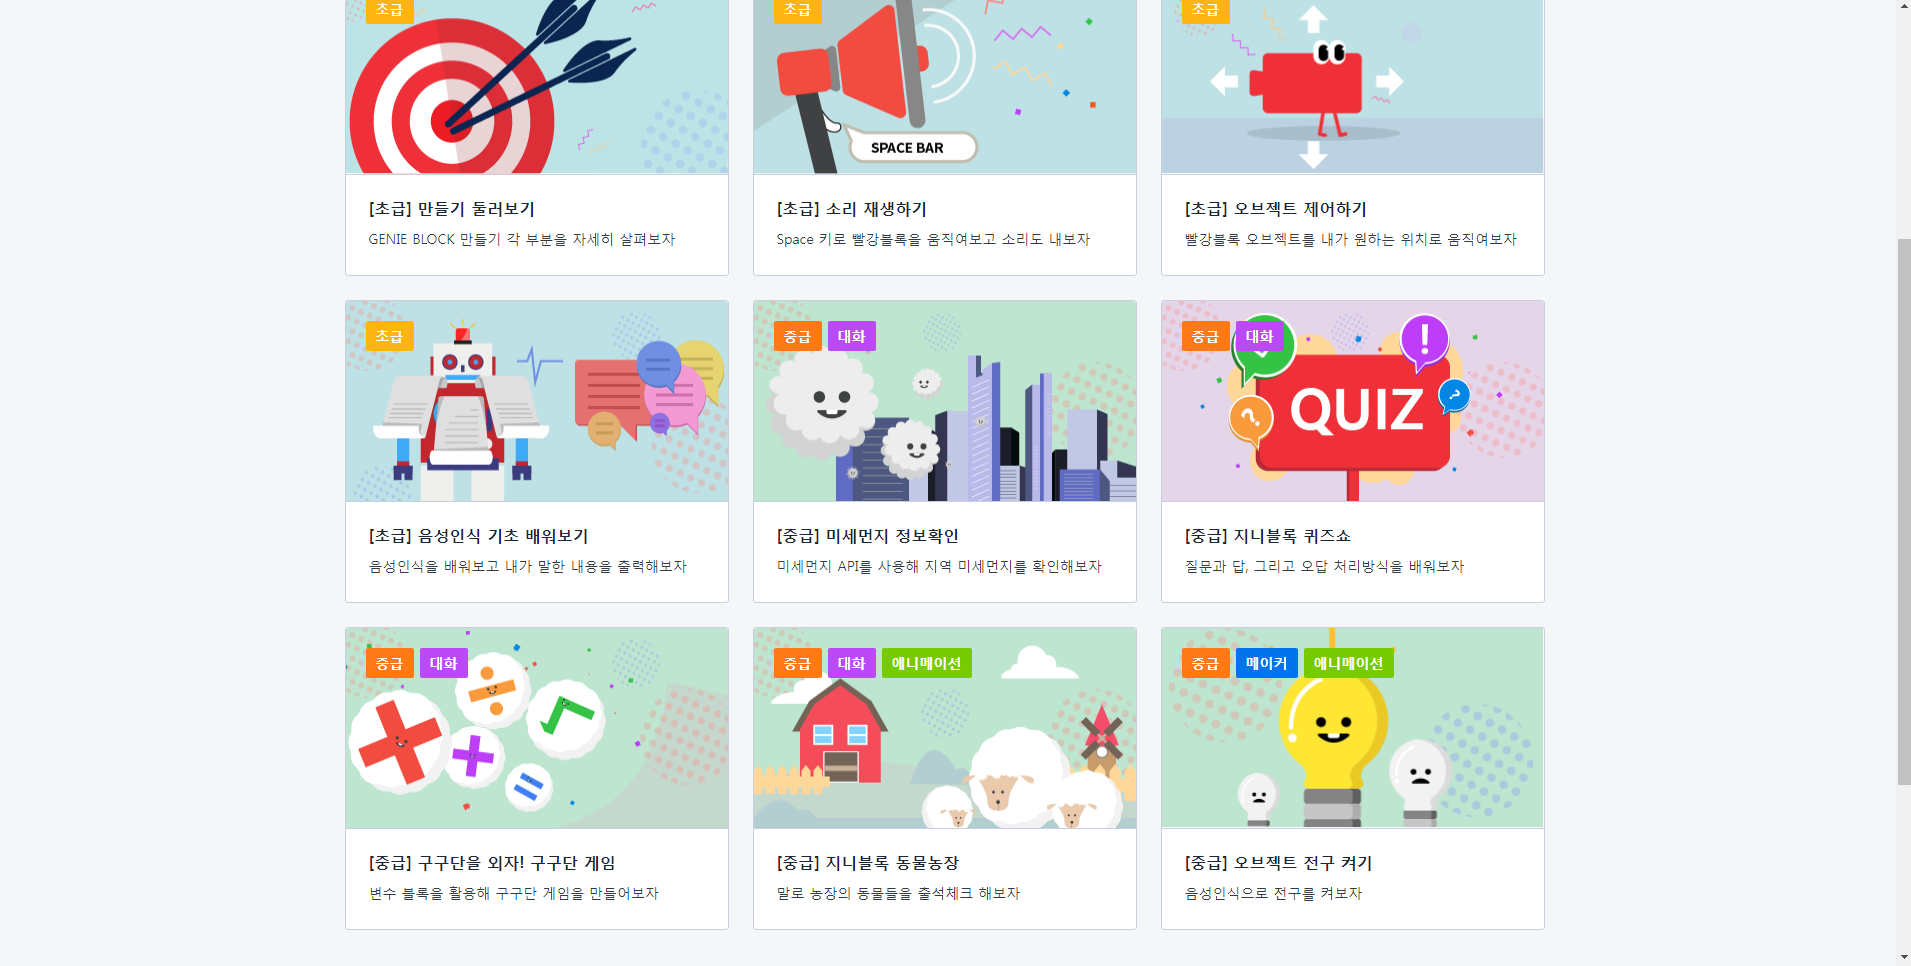 초급
초급
초급
SPACE BAR
[초급] 만들기 둘러보기
GENIE BLOCK 만들기 각 부분을 자세히 살펴보자
[초급] 소리 재생하기
Space 키로 빨강블록을 움직여보고 소리도 내보자
[초급] 오브젝트 제어하기
빨강블록 오브젝트를 내가 원하는 위치로 움직여보자
초급
중급 대화
중급 대화
QUIZ
[초급] 음성인식 기초 배워보기
음성인식을 배워보고 내가 말한 내용을 출력해보자
[중급] 미세먼지 정보확인
미세먼지 API를 사용해 지역 미세먼지를 확인해보자
[중급] 지니블록 퀴즈쇼
질문과 답, 그리고 오답 처리방식을 배워보자
중급 대화
중급 대화 애니메이션
중급 메이커 애니메이션
[중급] 구구단을 외자! 구구단 게임
변수 블록을 활용해 구구단 게임을 만들어보자
[중급] 지니블록 동물농장
말로 농장의 동물들을 출석체크 해보자
[중급] 오브젝트 전구 켜기
음성인식으로 전구를 켜보자